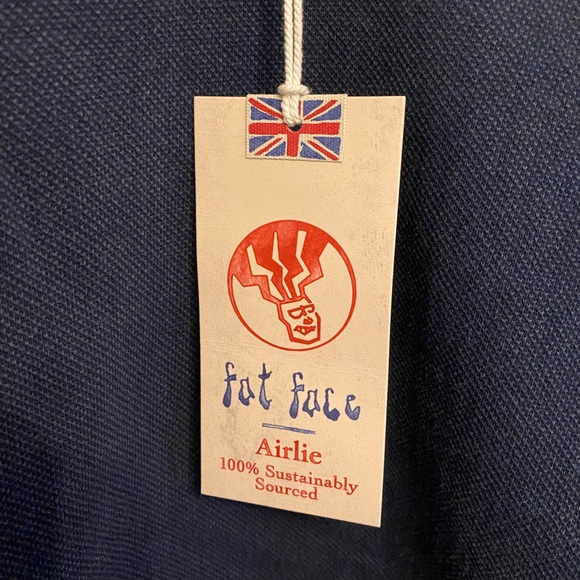 fat face
Airlie
100% Sustainably
Sourced